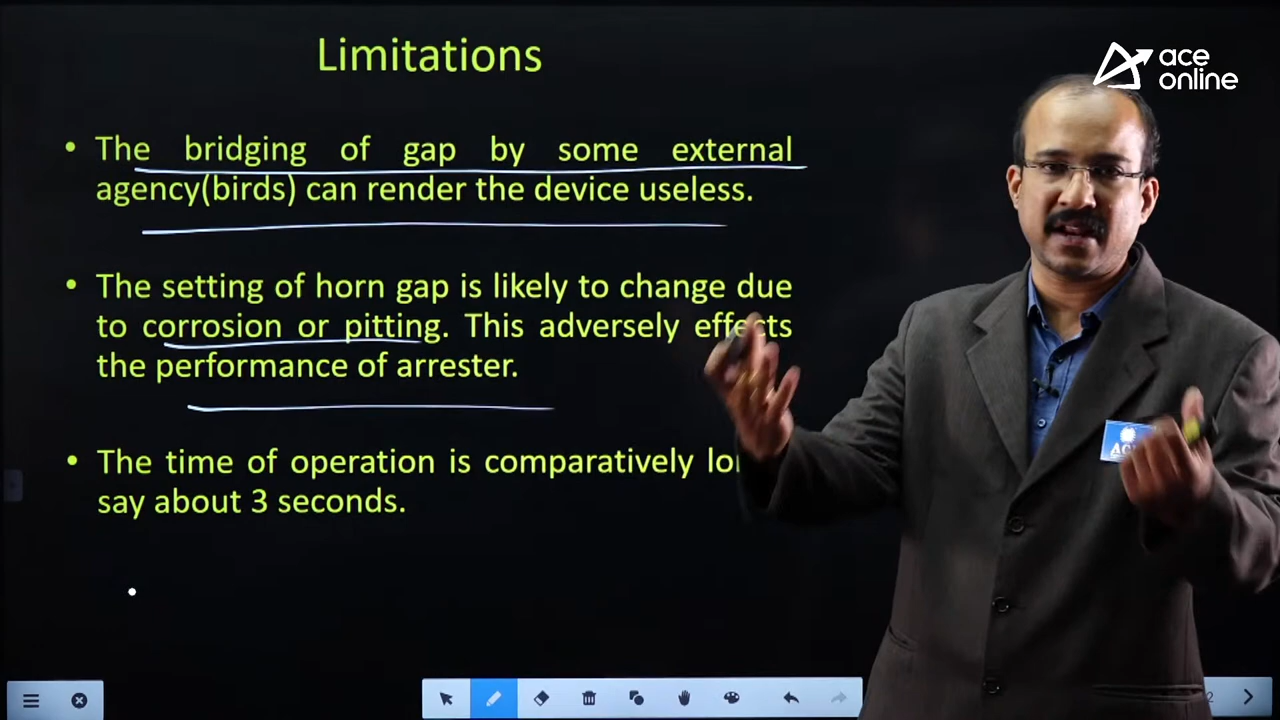 Limitations
ace
online
• The bridging of gap by some external
agency(birds) can render the device useless.
• The setting of horn gap is likely to change due
to corrosion or pitting. This adversely effects
the performance of arrester.
• The time of operation is comparatively
say about 3 seconds.